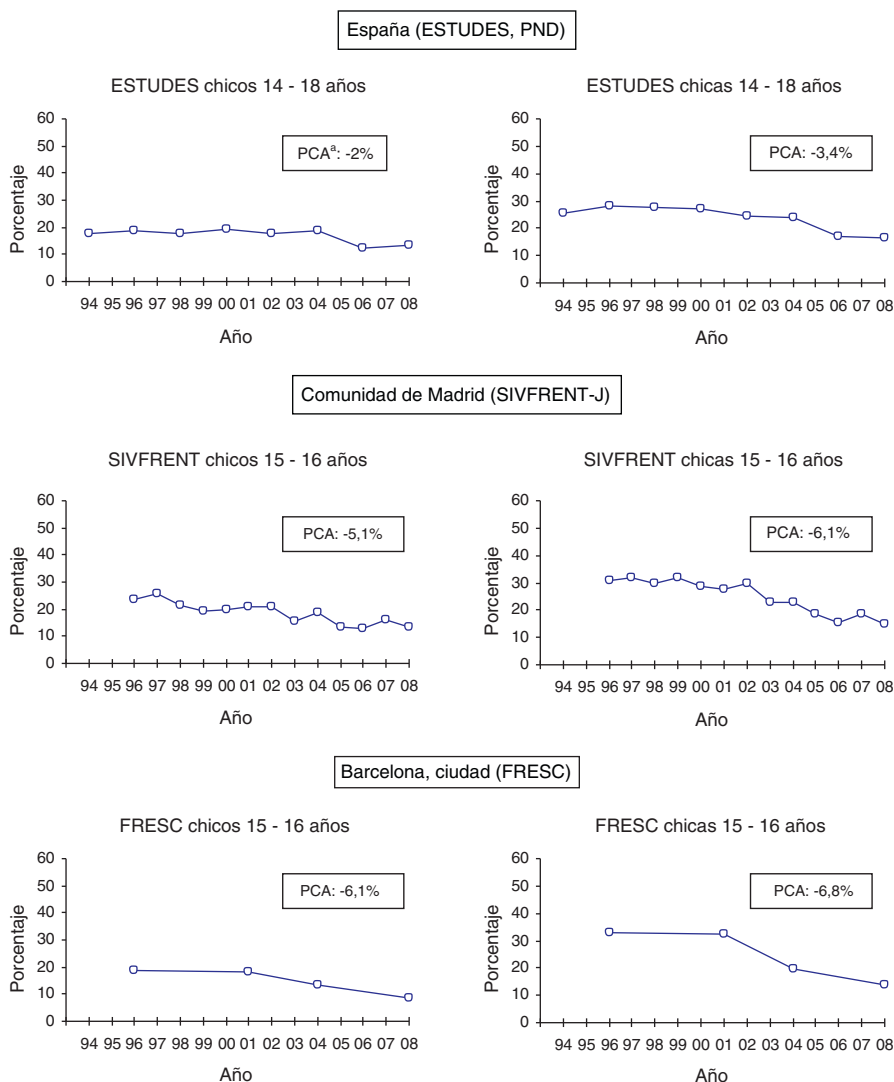 España (ESTUDES, PND)
ESTUDES chicos 14 - 18 años
60
50
40
30
20
10
0
Porcentaje
PCAa: -2%
94 95 96 97 98 99 00 01 02 03 04 05 06 07 08
Año
ESTUDES chicas 14 - 18 años
60
50
40
30
20
10
0
Porcentaje
PCA: -3,4%
94 95 96 97 98 99 00 01 02 03 04 05 06 07 08
Año
Comunidad de Madrid (SIVFRENT-J)
SIVFRENT chicos 15 - 16 años
60
50
40
30
20
10
0
Porcentaje
PCA: -5,1%
94 95 96 97 98 99 00 01 02 03 04 05 06 07 08
Año
SIVFRENT chicas 15 - 16 años
60
50
40
30
20
10
0
Porcentaje
PCA: -6,1%
94 95 96 97 98 99 00 01 02 03 04 05 06 07 08
Año
Barcelona, ciudad (FRESC)
FRESC chicos 15 - 16 años
60
50
40
30
20
10
0
Porcentaje
PCA: -6,1%
94 95 96 97 98 99 00 01 02 03 04 05 06 07 08
Año
FRESC chicas 15 - 16 años
60
50
40
30
20
10
0
Porcentaje
PCA: -6,8%
94 95 96 97 98 99 00 01 02 03 04 05 06 07 08
Año